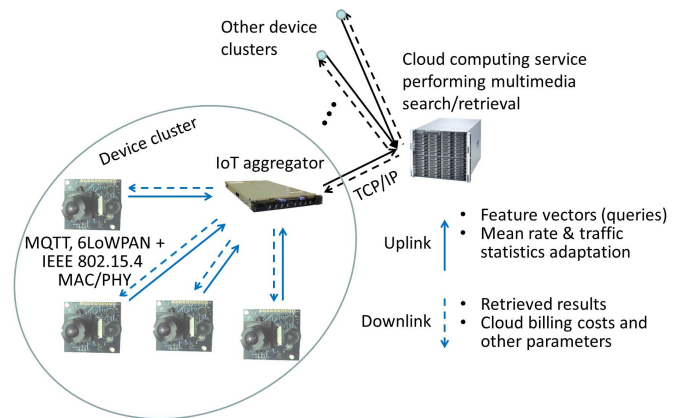 Other device
clusters
Cloud computing service
performing multimedia
search/retrieval
Device cluster
IoT aggregator
TCP/IP
MQTT, 6LoWPAN +
IEEE 802.15.4
MAC/PHY
Uplink
• Feature vectors (queries)
• Mean rate & traffic
statistics adaptation
Downlink
• Retrieved results
• Cloud billing costs and
other parameters